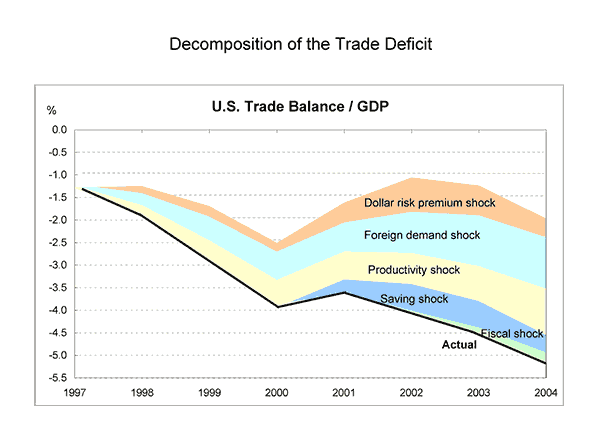 Decomposition of the Trade Deficit
U.S. Trade Balance / GDP
%
0.0
-0.5
-1.0
-1.5
-2.0
-2.5
-3.0
-3.5
-4.0
-4.5
-5.0
-5.5
Dollar risk premium shock
Foreign demand shock
Productivity shock
Saving shock
Fiscal shock
Actual
1997 1998 1999 2000 2001 2002 2003 2004